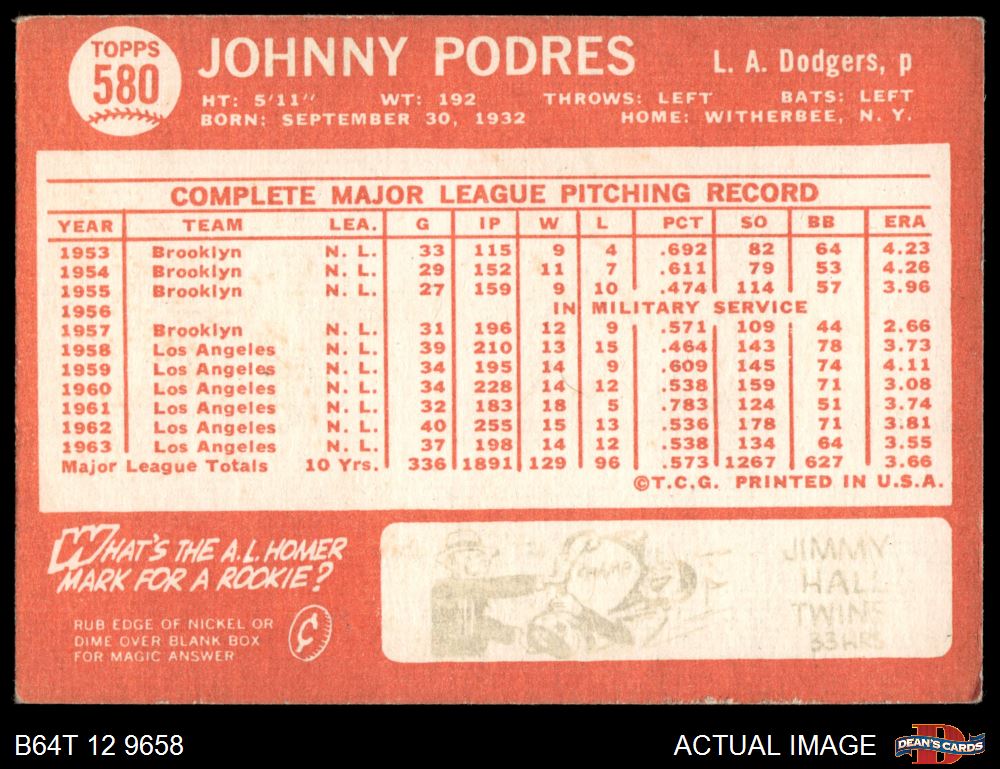 TOPPS
580
JOHNNY PODRES
L. A. Dodgers, p
HT: 5'11" WT: 192 THROWS: LEFT BATS: LEFT
BORN: SEPTEMBER 30, 1932 HOME: WITHERBEE, N. Y.
COMPLETE MAJOR LEAGUE PITCHING RECORD
YEAR TEAM LEA. G IP W L PCT SO BB ERA
1953 Brooklyn N. L. 33 115 9 4 .692 82 64 4.23
1954 Brooklyn N. L. 29 152 11 7 .611 79 53 4.26
1955 Brooklyn N. L. 27 159 9 10 .474 114 57 3.96
1956 IN MILITARY SERVICE
1957 Brooklyn N. L. 31 196 12 9 .571 109 44 2.66
1958 Los Angeles N. L. 39 210 13 15 .464 143 78 3.73
1959 Los Angeles N. L. 34 195 14 9 .609 145 74 4.11
1960 Los Angeles N. L. 34 228 14 12 .538 159 71 3.08
1961 Los Angeles N. L. 32 183 18 5 .783 124 51 3.74
1962 Los Angeles N. L. 40 255 15 13 .536 178 71 3.81
1963 Los Angeles N. L. 37 198 14 12 .538 134 64 3.55
Major League Totals 10 Yrs. 336 1891 129 96 .573 1267 627 3.66
©T.C.G. PRINTED IN U.S.A.
WHAT'S THE A.L. HOMER
MARK FOR A ROOKIE?
RUB EDGE OF NICKEL OR
DIME OVER BLANK BOX
FOR MAGIC ANSWER
¢
CHAMP
JIMMY
HALL
TWINS
33 HRS
B64T 12 9658
ACTUAL IMAGE
D
DEAN'S CARDS